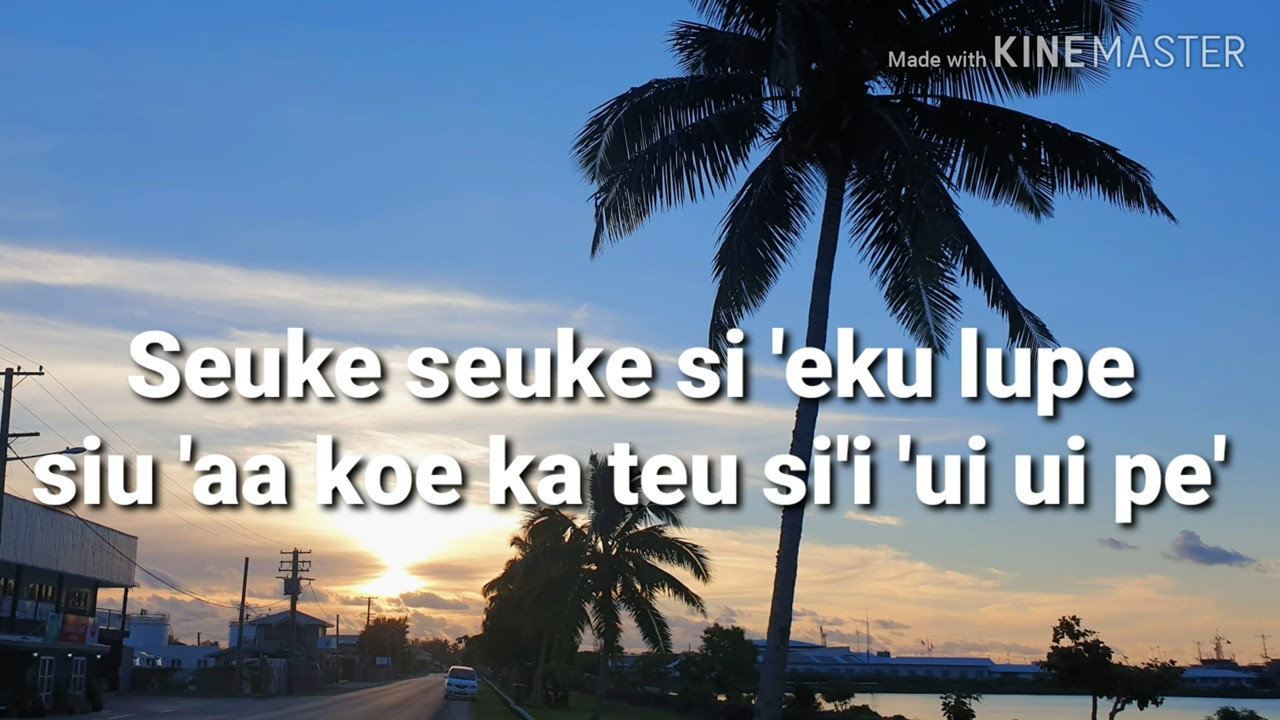 Made with KINEMASTER
Seuke seuke si 'eku lupe
siu 'aa koe ka teu si'i 'ui ui pe'